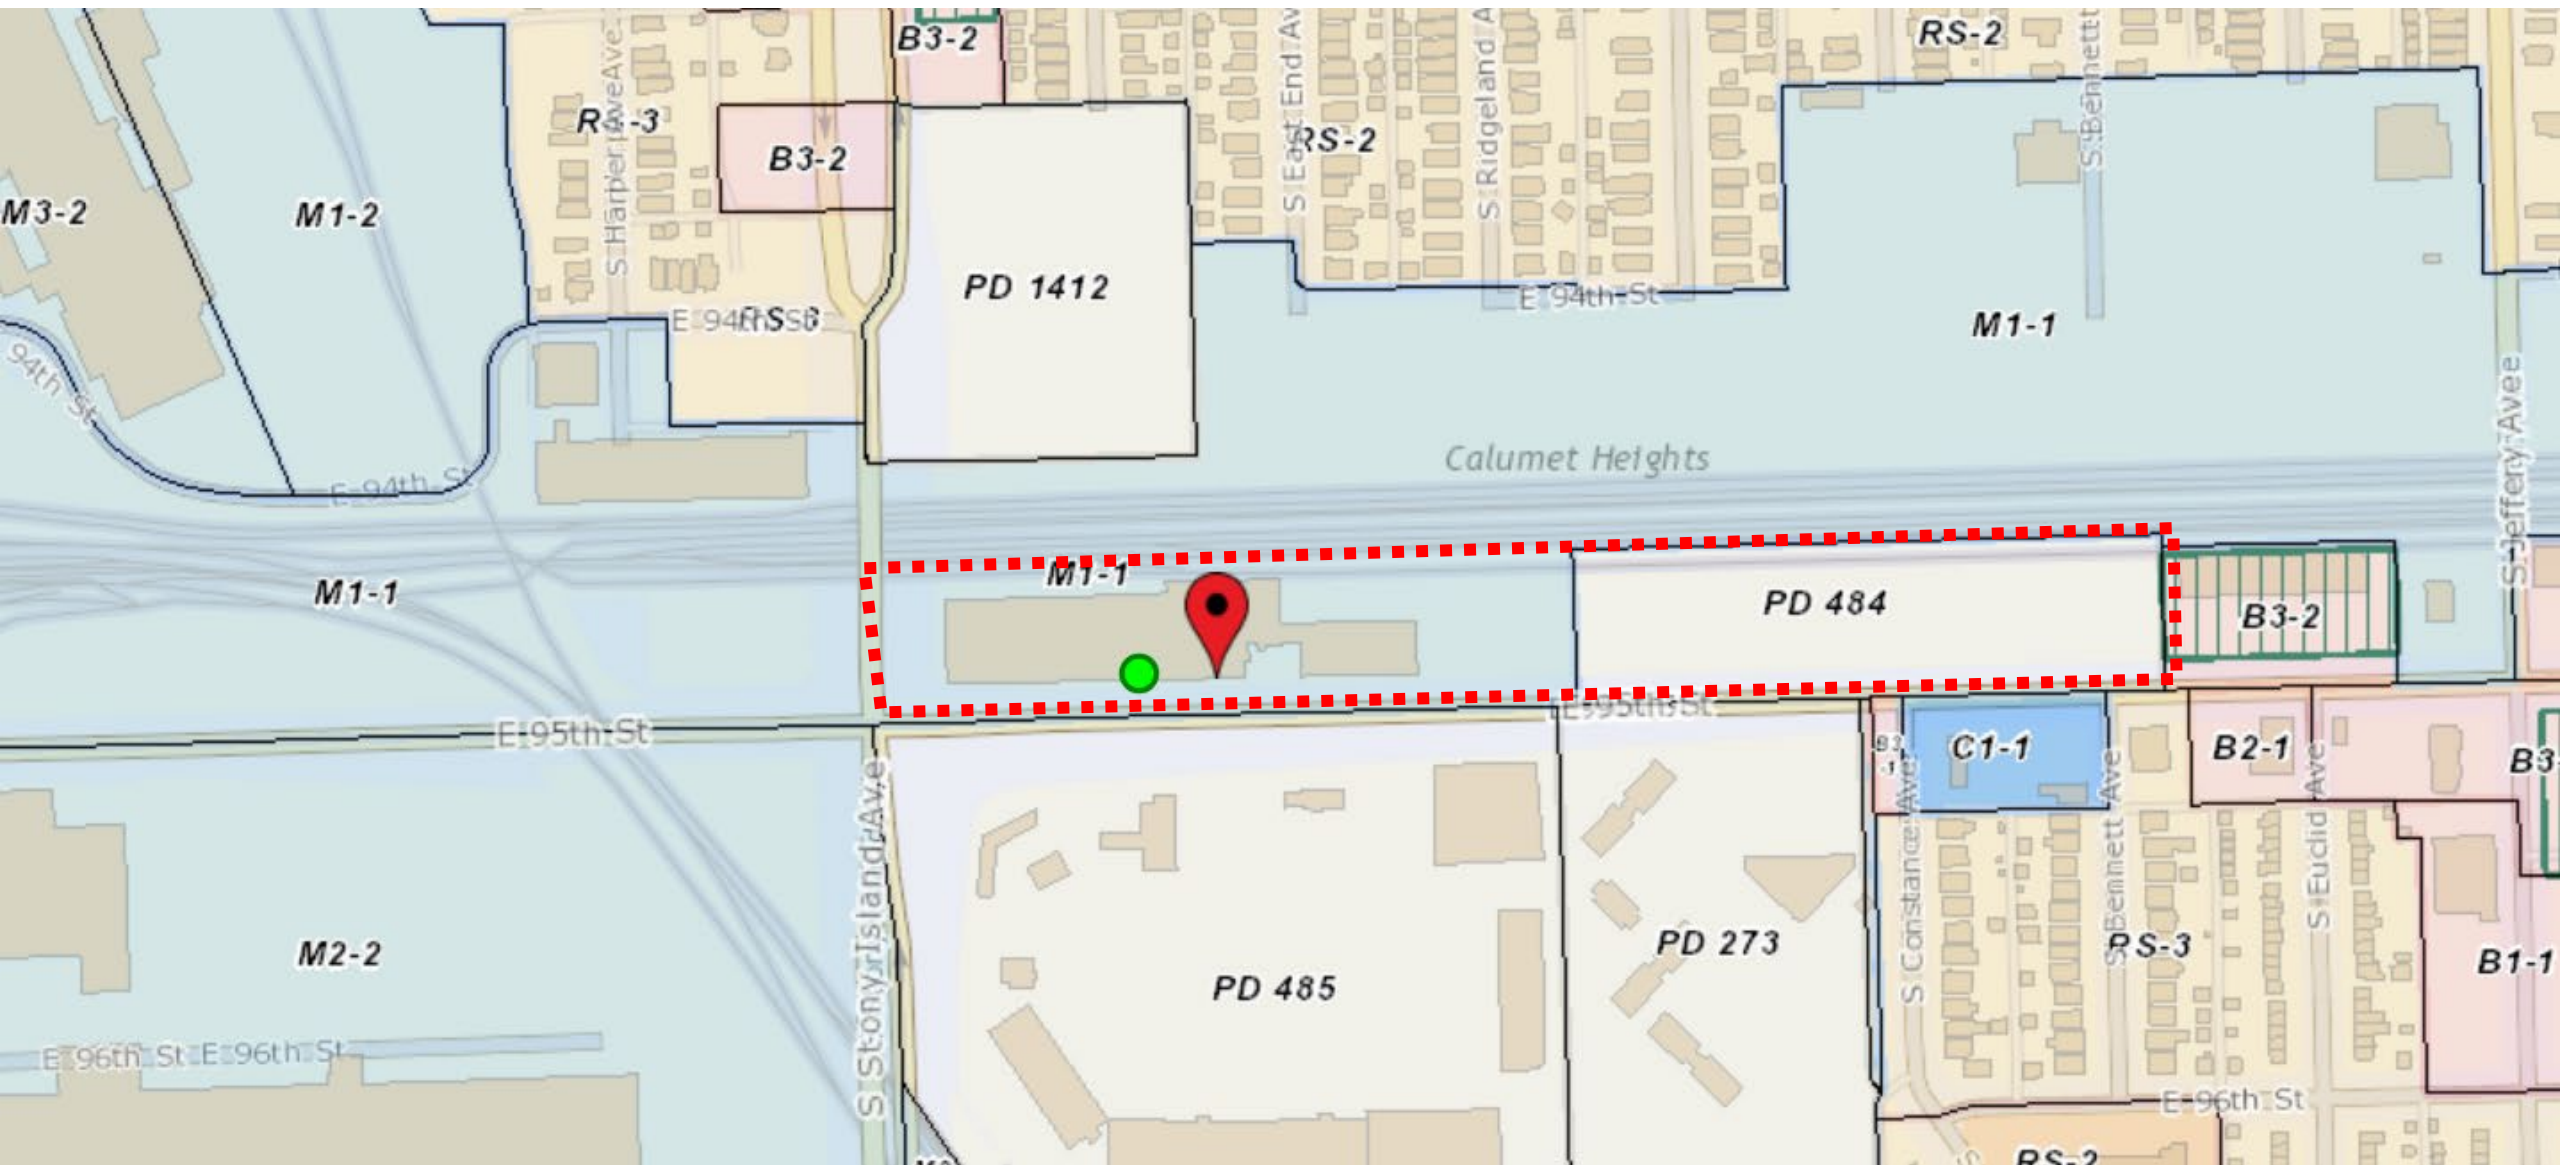 B3-2
RS-2
S Harper Ave
S East End Av
S Ridgeland A
S Bennett
B3-2
RS-2
M3-2
M1-2
PD 1412
E 94th St
E 94th St
RS-3
M1-1
94th St
E 94th St
Calumet Heights
S Jeffery Ave
M1-1
M1-1
PD 484
B3-2
E 95th St
E 95th St
C1-1
B2-1
B3-
S Stony Island Ave
S Constance Ave
S Bennett Ave
S Euclid Ave
M2-2
PD 485
PD 273
RS-3
B1-1
E 96th St
E 96th St
E 96th St
RS-2